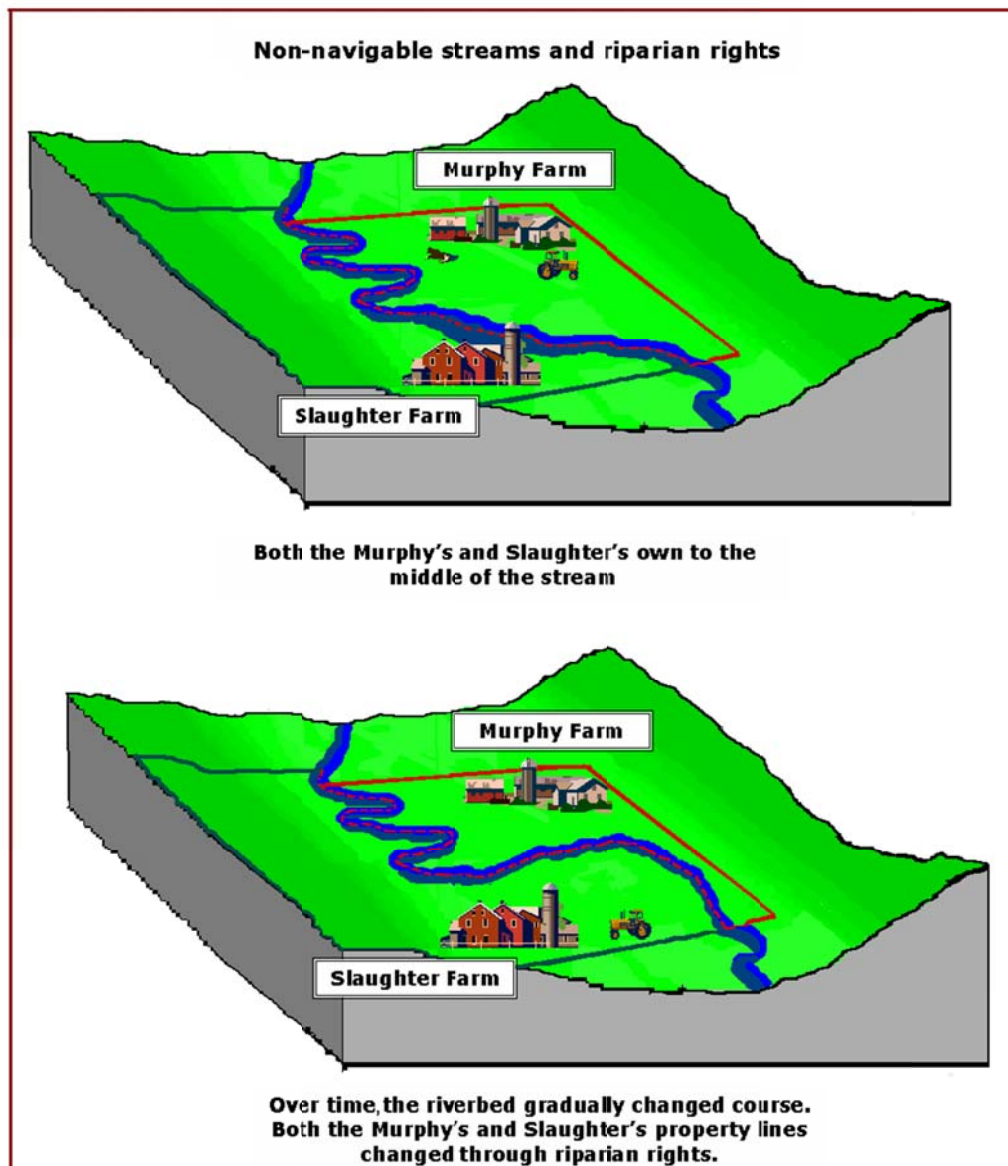 Non-navigable streams and riparian rights
Murphy Farm
Slaughter Farm
Both the Murphy's and Slaughter's own to the
middle of the stream
Murphy Farm
Slaughter Farm
Over time, the riverbed gradually changed course.
Both the Murphy's and Slaughter's property lines
changed through riparian rights.